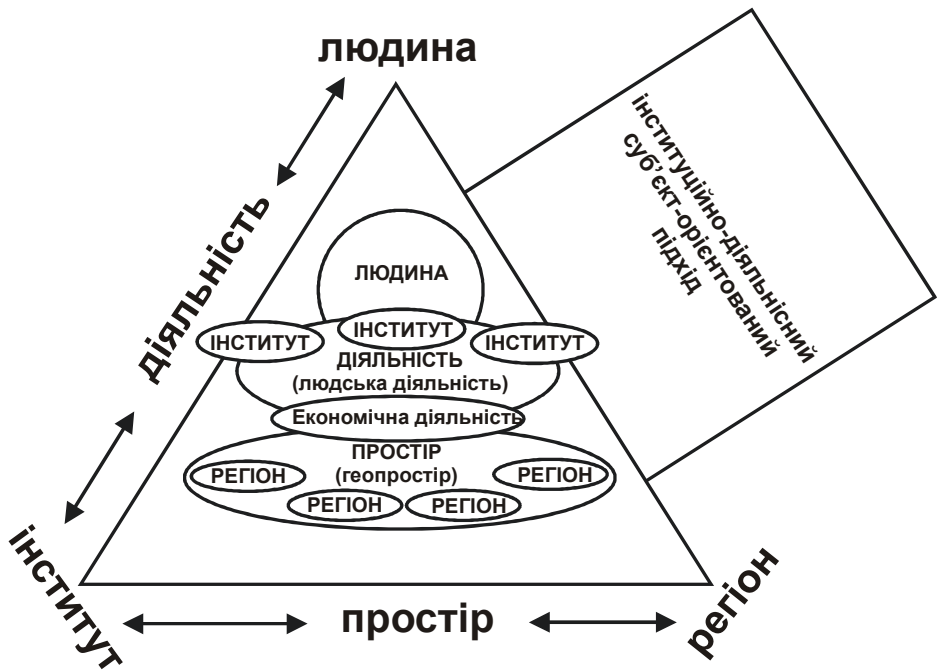 людина
інституційно-діяльнісний
суб'єкт-орієнтований
підхід
діяльність
ЛЮДИНА
ІНСТИТУТ
ІНСТИТУТ
ІНСТИТУТ
ДІЯЛЬНІСТЬ
(людська діяльність)
Економічна діяльність
ПРОСТІР
(геопростір)
РЕГІОН
РЕГІОН
РЕГІОН
РЕГІОН
інститут
простір
регіон